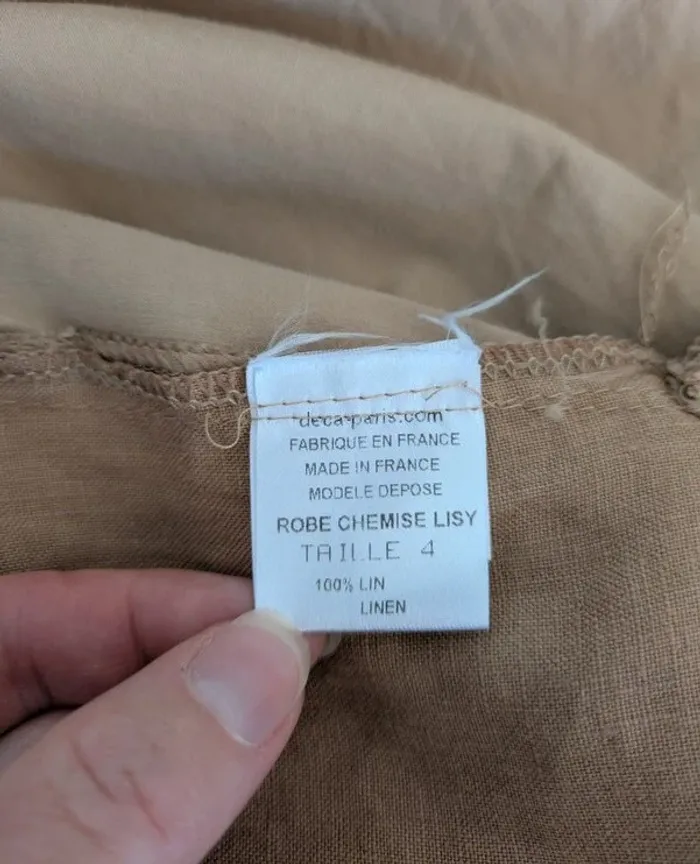 deca-paris.com
FABRIQUE EN FRANCE
MADE IN FRANCE
MODELE DEPOSE
ROBE CHEMISE LISY
TAILLE 4
100% LIN
LINEN